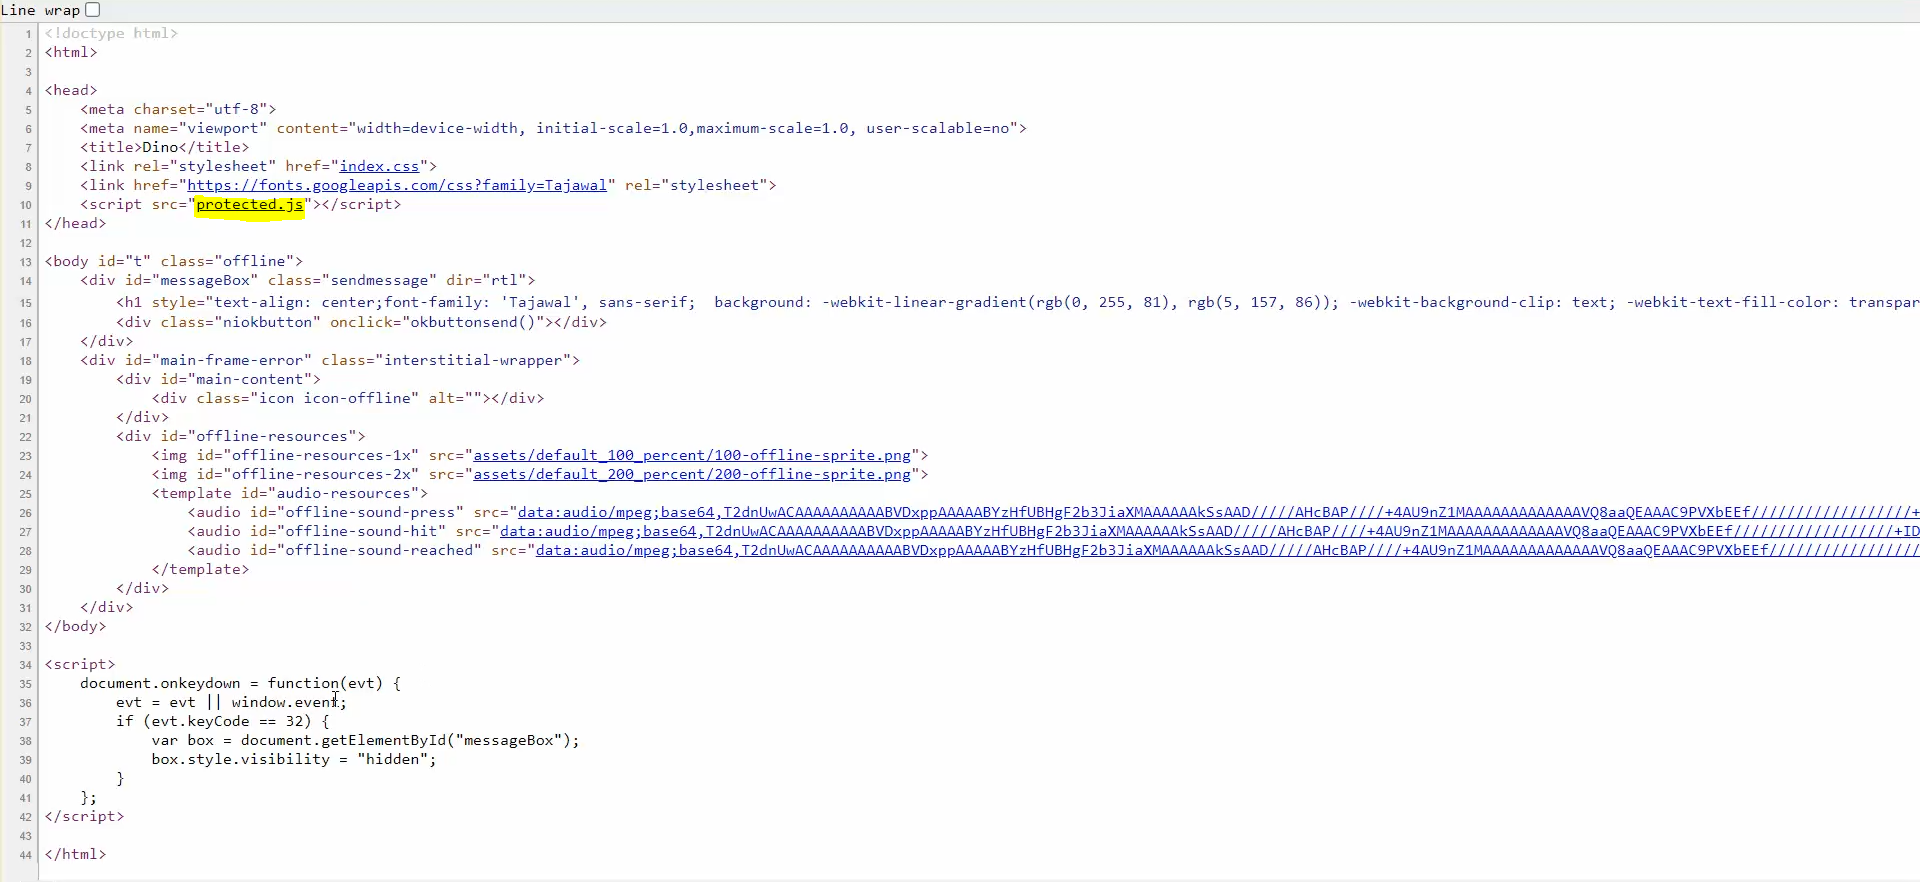 Line wrap
1 <!doctype html>
2 <html>
3
4 <head>
5 <meta charset="utf-8">
6 <meta name="viewport" content="width=device-width, initial-scale=1.0,maximum-scale=1.0, user-scalable=no">
7 <title>Dino</title>
8 <link rel="stylesheet" href="index.css">
9 <link href="https://fonts.googleapis.com/css?family=Tajawal" rel="stylesheet">
10 <script src="protected.js"></script>
11 </head>
12
13 <body id="t" class="offline">
14 <div id="messageBox" class="sendmessage" dir="rtl">
15 <h1 style="text-align: center;font-family: 'Tajawal', sans-serif;  background: -webkit-linear-gradient(rgb(0, 255, 81), rgb(5, 157, 86)); -webkit-background-clip: text; -webkit-text-fill-color: transpar
16 <div class="niokbutton" onclick="okbuttonsend()"></div>
17 </div>
18 <div id="main-frame-error" class="interstitial-wrapper">
19 <div id="main-content">
20 <div class="icon icon-offline" alt=""></div>
21 </div>
22 <div id="offline-resources">
23 <img id="offline-resources-1x" src="assets/default_100_percent/100-offline-sprite.png">
24 <img id="offline-resources-2x" src="assets/default_200_percent/200-offline-sprite.png">
25 <template id="audio-resources">
26 <audio id="offline-sound-press" src="data:audio/mpeg;base64,T2dnUwACAAAAAAAAAABVDxppAAAAABYzHfUBHgF2b3JiaXMAAAAAAkSsAAD/////AHcBAP////+4AU9nZ1MAAAAAAAAAAAAAVQ8aaQEAAAC9PVXbEEf//////////////////+
27 <audio id="offline-sound-hit" src="data:audio/mpeg;base64,T2dnUwACAAAAAAAAAABVDxppAAAAABYzHfUBHgF2b3JiaXMAAAAAAkSsAAD/////AHcBAP////+4AU9nZ1MAAAAAAAAAAAAAVQ8aaQEAAAC9PVXbEEf//////////////////+ID
28 <audio id="offline-sound-reached" src="data:audio/mpeg;base64,T2dnUwACAAAAAAAAAABVDxppAAAAABYzHfUBHgF2b3JiaXMAAAAAAkSsAAD/////AHcBAP////+4AU9nZ1MAAAAAAAAAAAAAVQ8aaQEAAAC9PVXbEEf/////////////////
29 </template>
30 </div>
31 </div>
32 </body>
33
34 <script>
35 document.onkeydown = function(evt) {
36 evt = evt || window.event;
37 if (evt.keyCode == 32) {
38 var box = document.getElementById("messageBox");
39 box.style.visibility = "hidden";
40 }
41 };
42 </script>
43
44 </html>